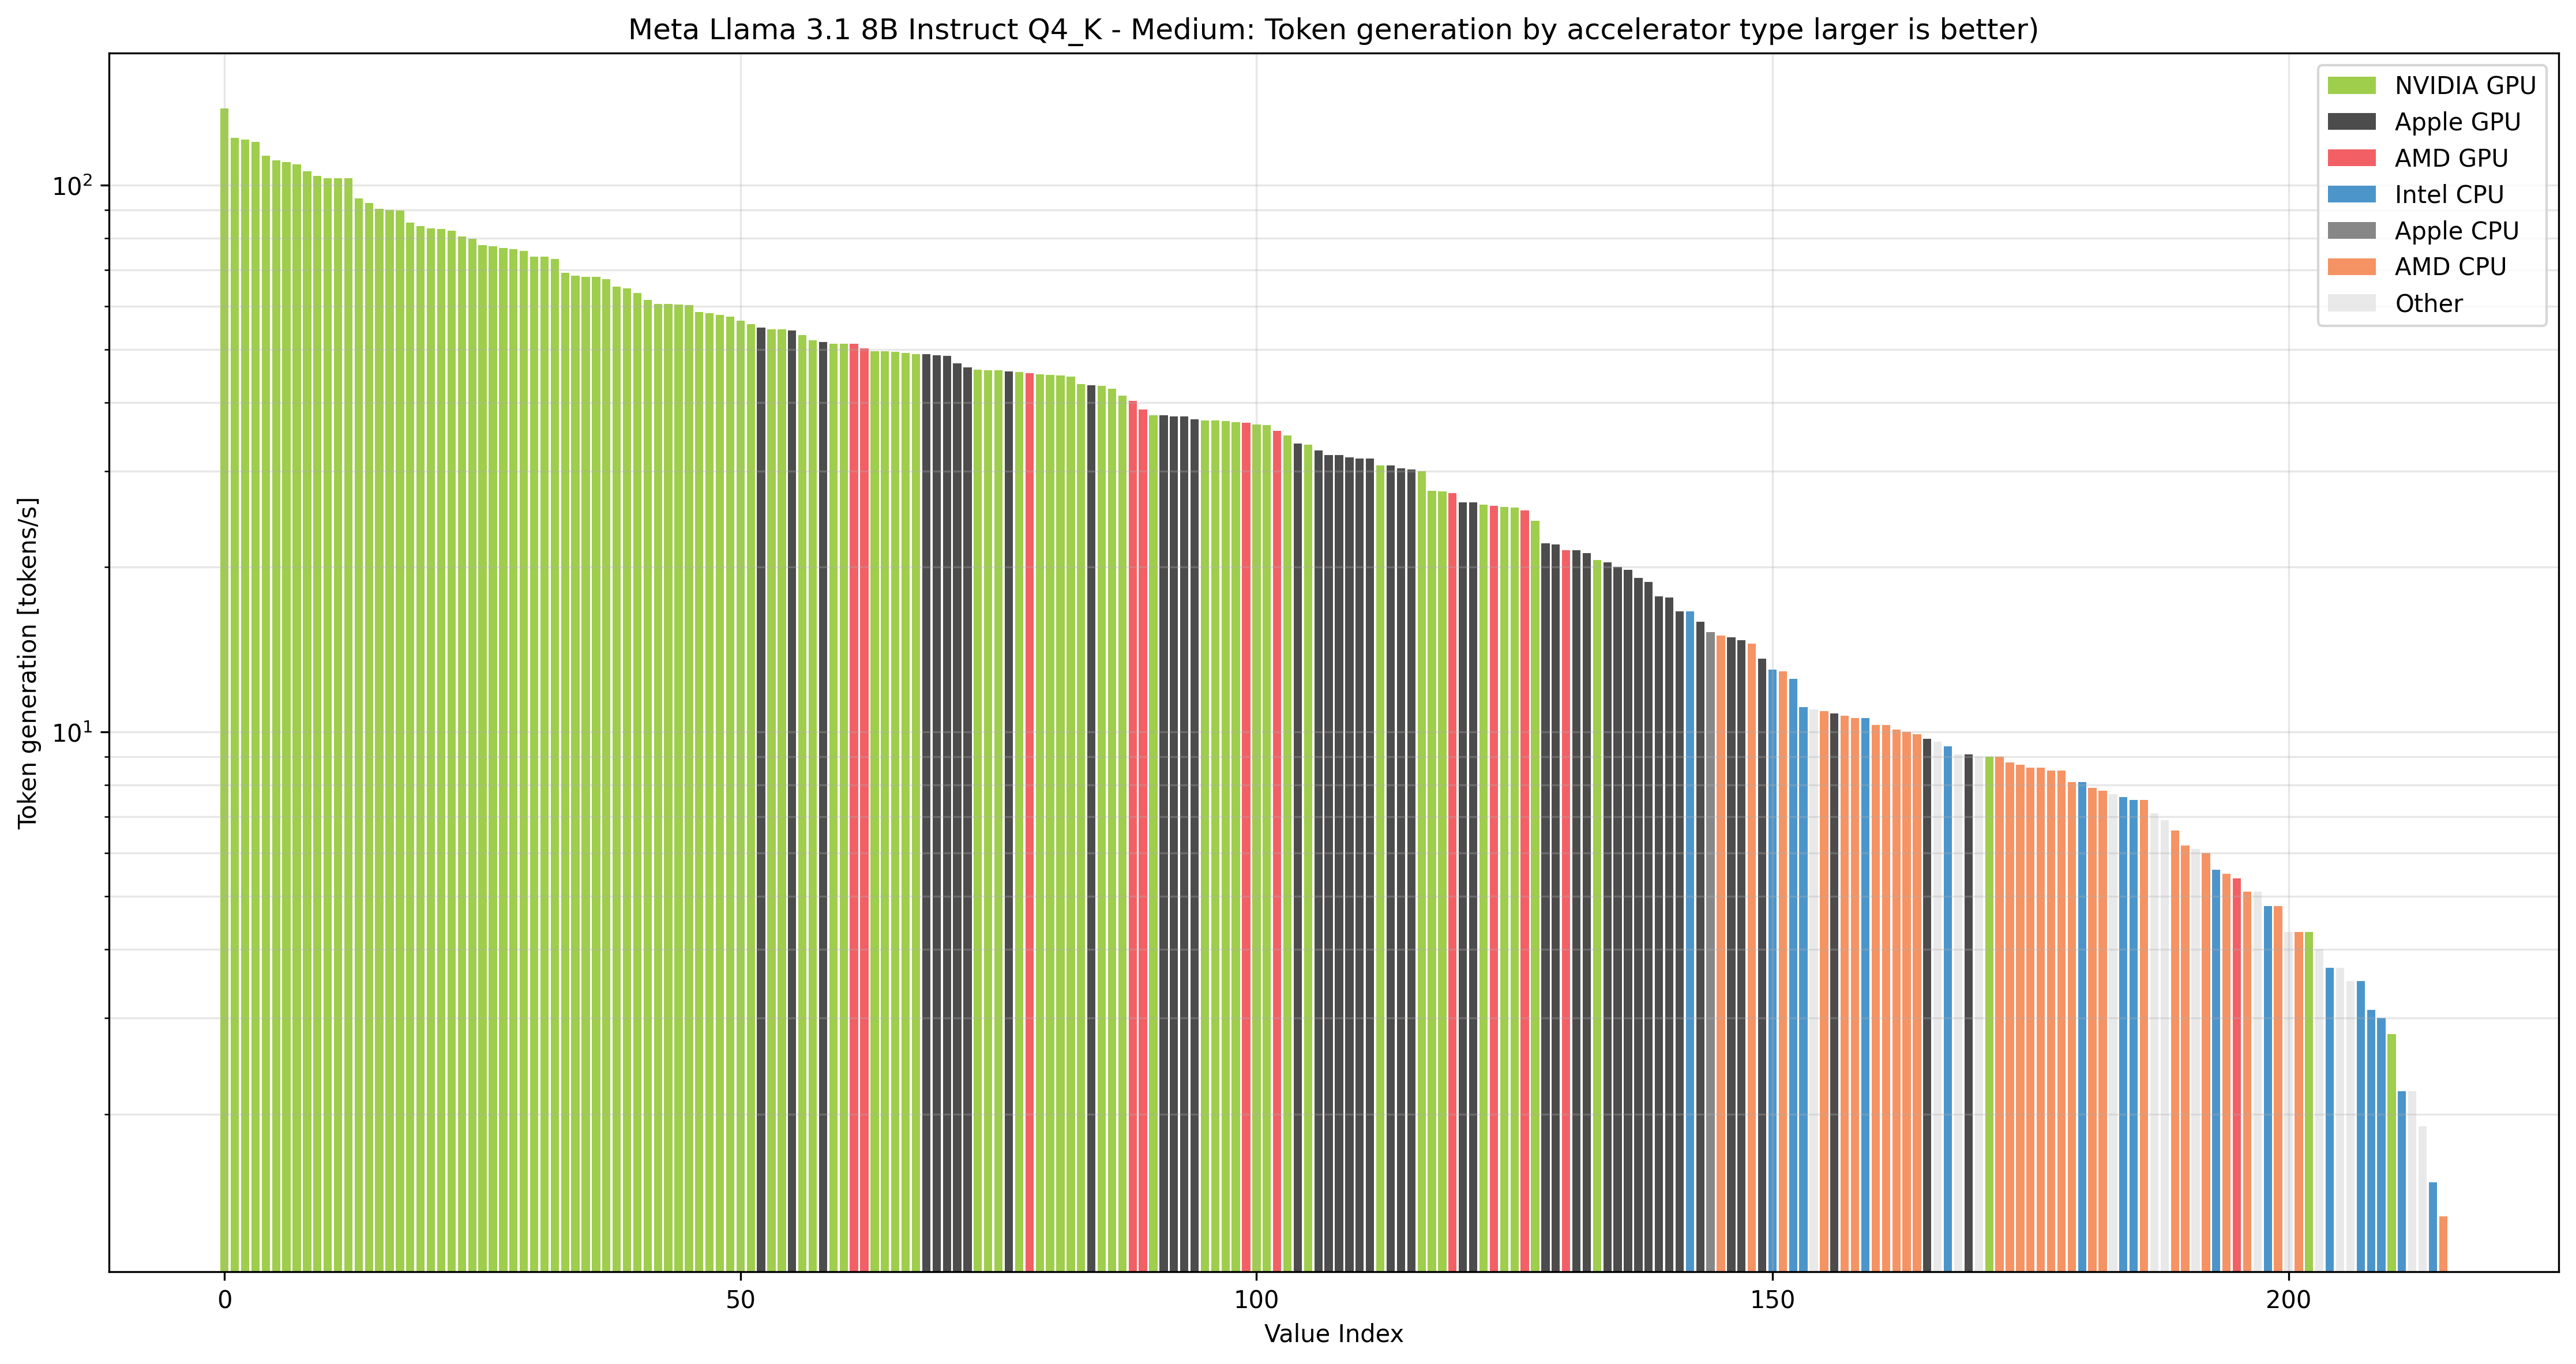 Meta Llama 3.1 8B Instruct Q4_K - Medium: Token generation by accelerator type larger is better)
NVIDIA GPU
Apple GPU
AMD GPU
Intel CPU
Apple CPU
AMD CPU
Other
Token generation [tokens/s]
10²
10¹
0 50 100 150 200
Value Index